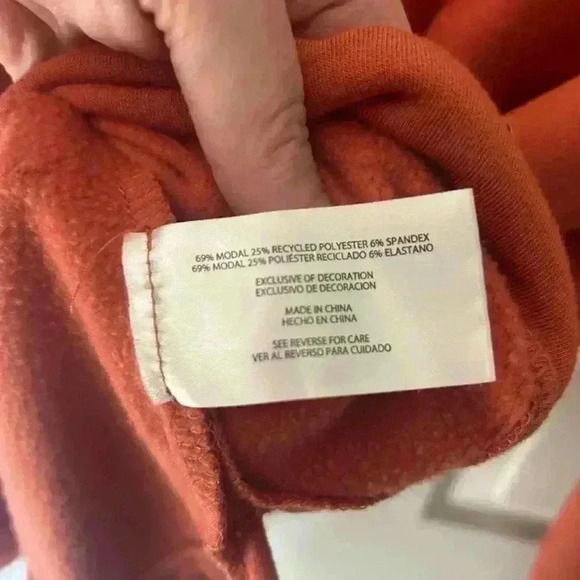 69% MODAL 25% RECYCLED POLYESTER 6% SPANDEX
69% MODAL 25% POLIÉSTER RECICLADO 6% ELASTANO
EXCLUSIVE OF DECORATION
EXCLUSIVO DE DECORACION
MADE IN CHINA
HECHO EN CHINA
SEE REVERSE FOR CARE
VER AL REVERSO PARA CUIDADO